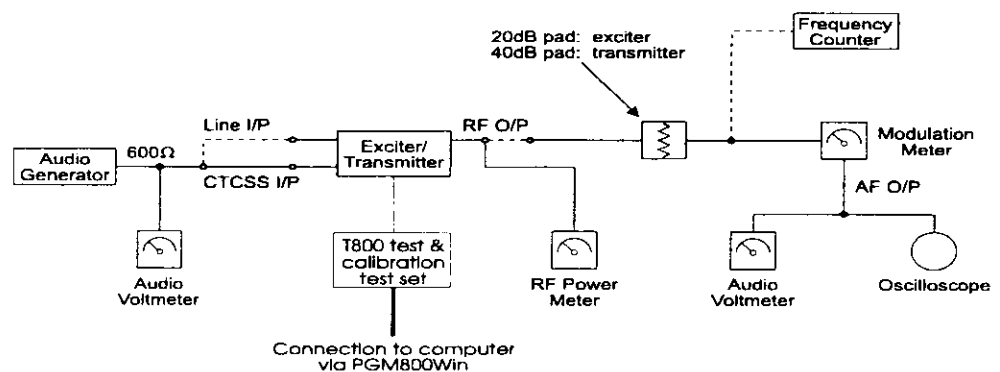 Frequency
Counter
20dB pad: exciter
40dB pad: transmitter
Line I/P
RF O/P
Exciter/
Transmitter
Modulation
Meter
Audio
Generator
600Ω
CTCSS I/P
AF O/P
T800 test &
calibration
test set
Audio
Voltmeter
RF Power
Meter
Audio
Voltmeter
Oscilloscope
Connection to computer
via PGM800Win